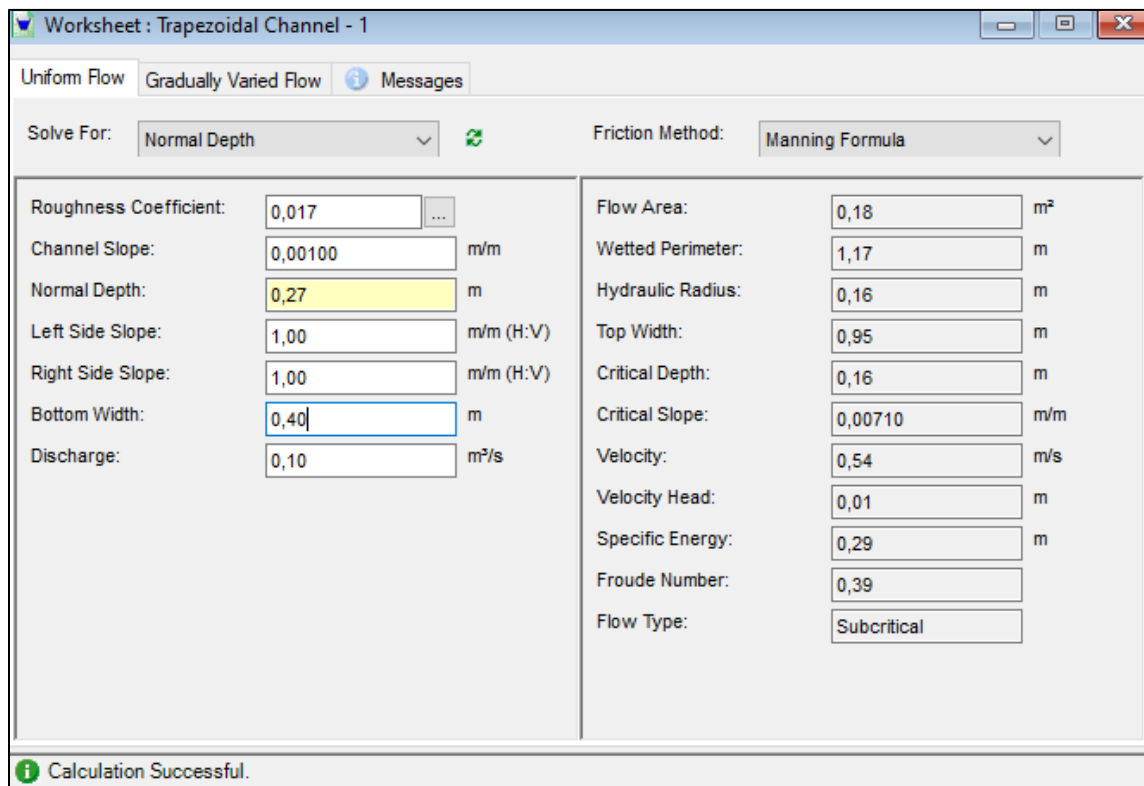 Worksheet : Trapezoidal Channel - 1
Uniform Flow Gradually Varied Flow Messages
Solve For: Normal Depth Friction Method: Manning Formula
Roughness Coefficient: 0,017 ...
Channel Slope: 0,00100 m/m
Normal Depth: 0,27 m
Left Side Slope: 1,00 m/m (H:V)
Right Side Slope: 1,00 m/m (H:V)
Bottom Width: 0,40 m
Discharge: 0,10 m³/s
Flow Area: 0,18 m²
Wetted Perimeter: 1,17 m
Hydraulic Radius: 0,16 m
Top Width: 0,95 m
Critical Depth: 0,16 m
Critical Slope: 0,00710 m/m
Velocity: 0,54 m/s
Velocity Head: 0,01 m
Specific Energy: 0,29 m
Froude Number: 0,39
Flow Type: Subcritical
Calculation Successful.